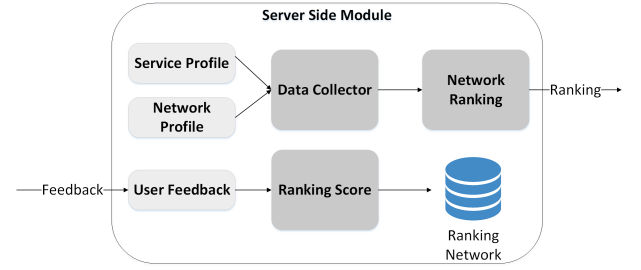 Server Side Module
Service Profile
Network
Profile
Data Collector
Network
Ranking
Ranking
Feedback
User Feedback
Ranking Score
Ranking
Network